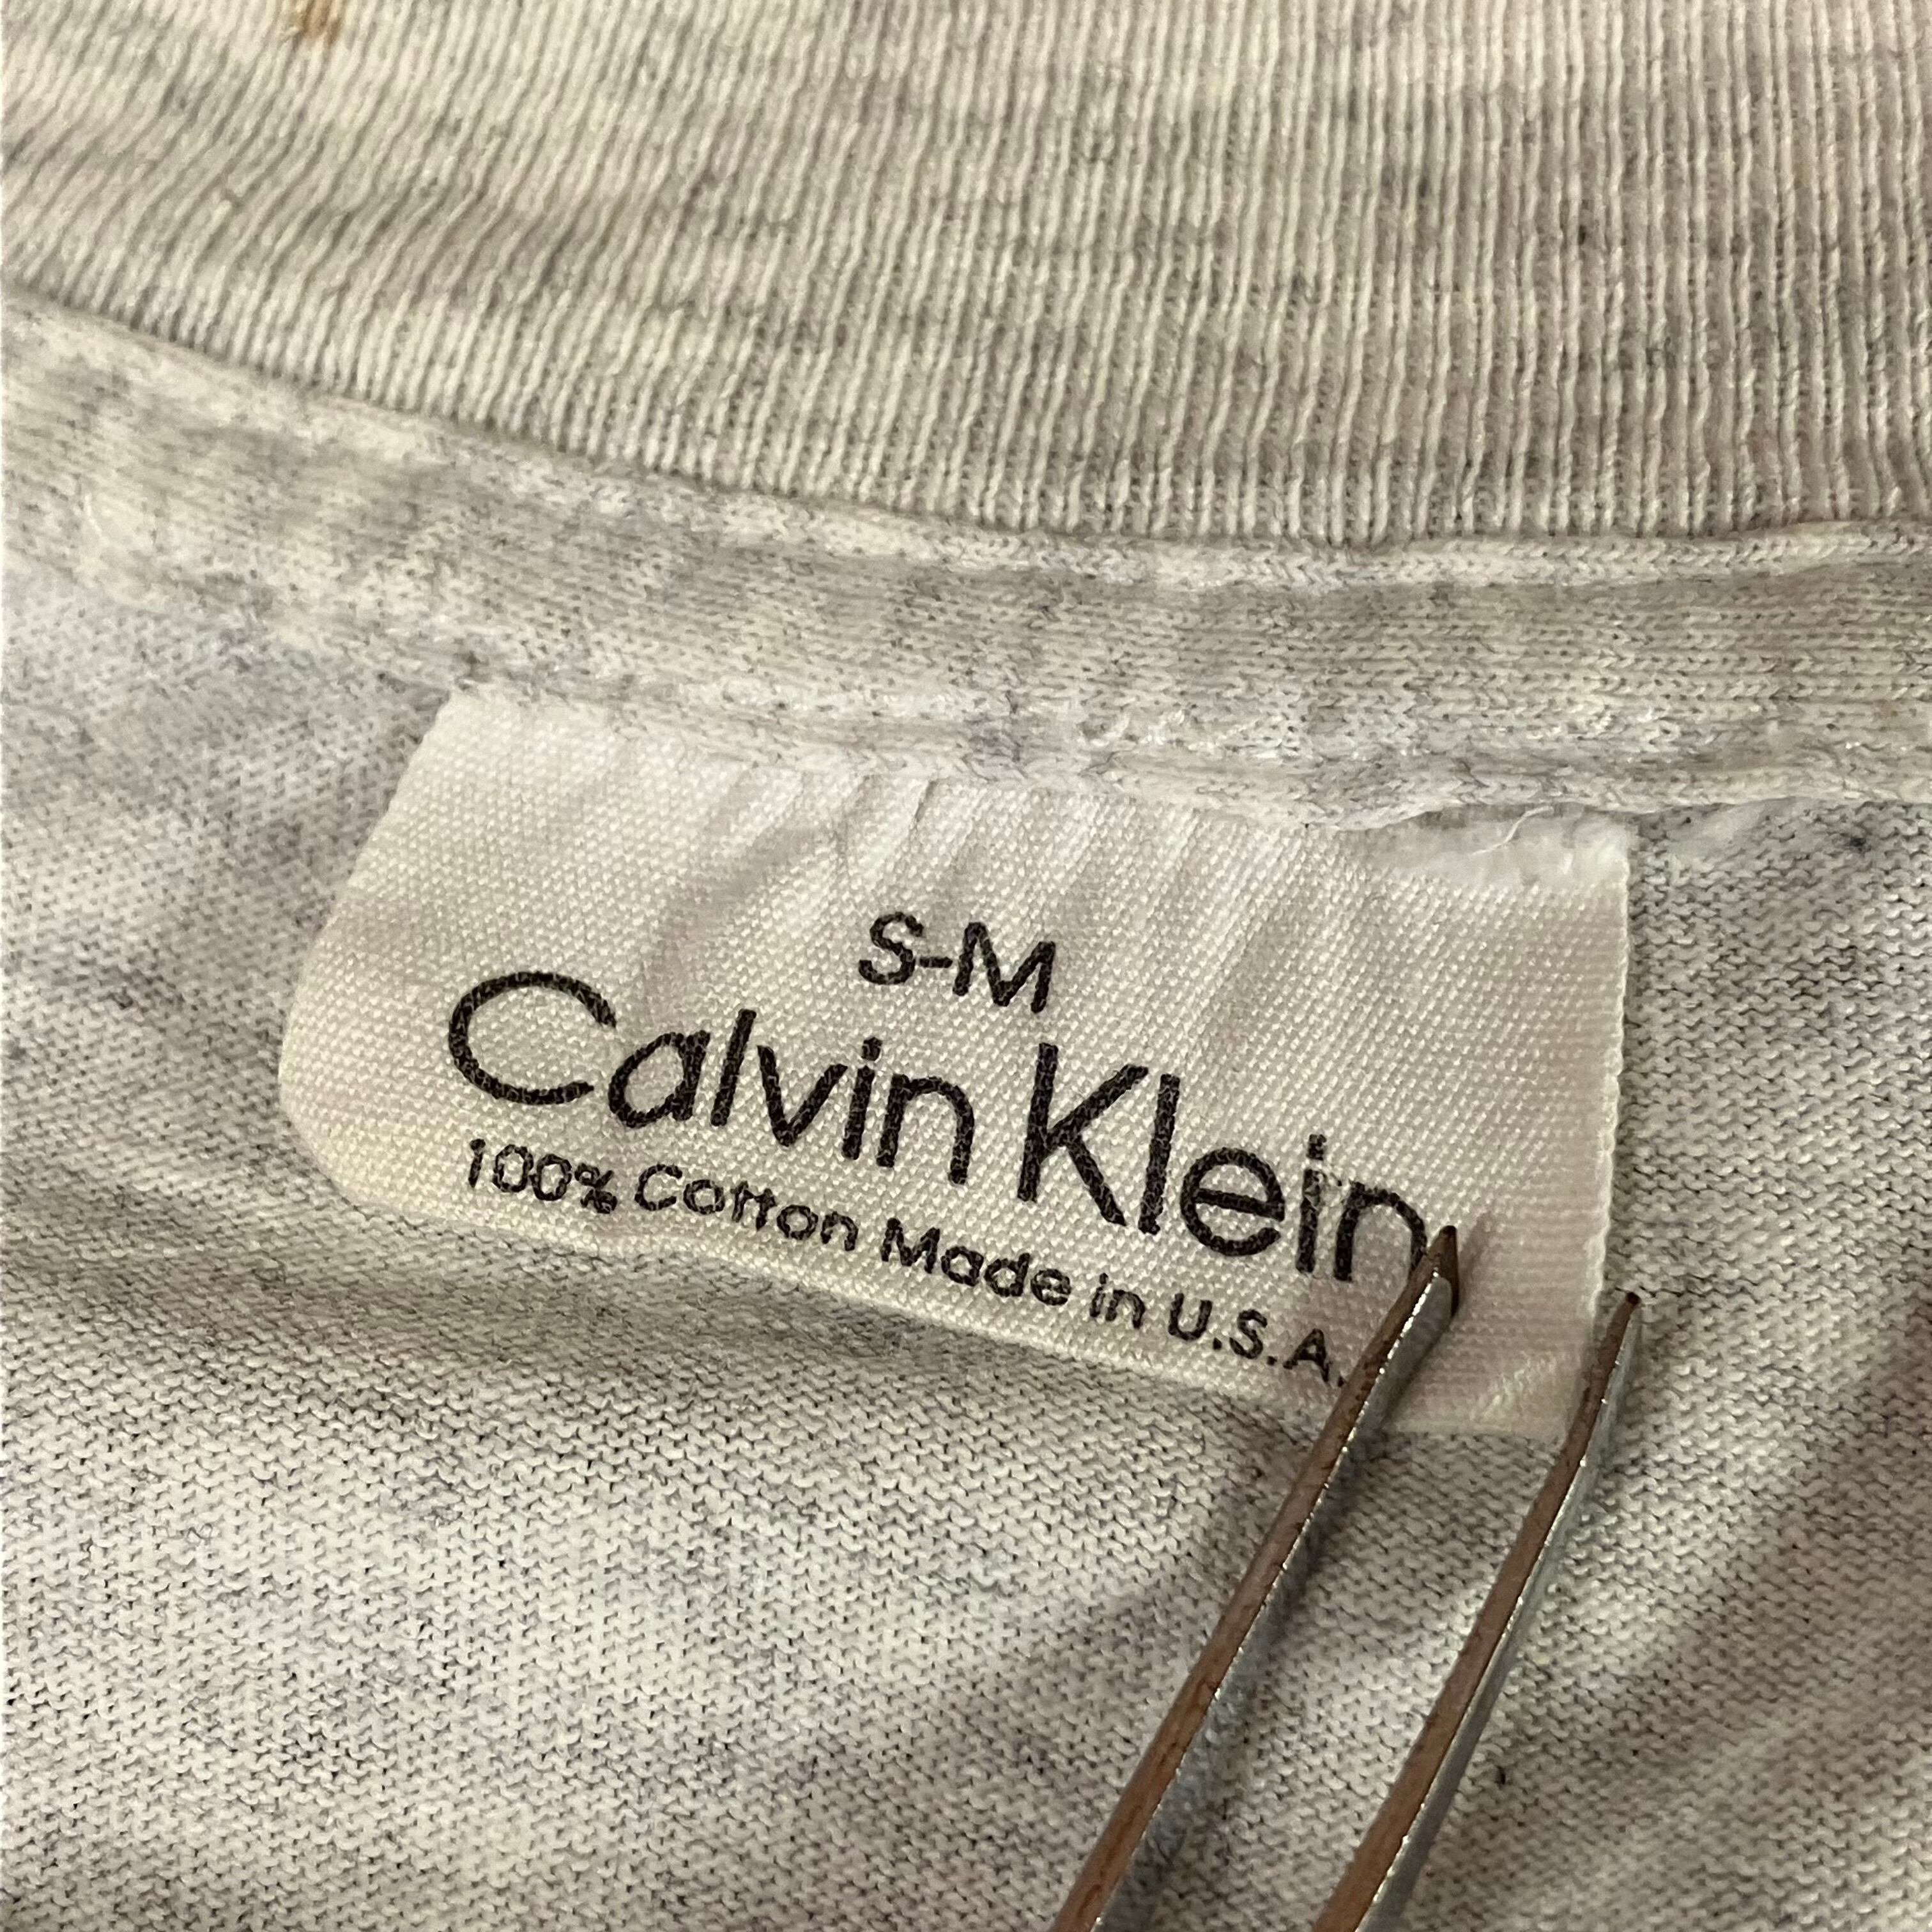 S-M
Calvin Klein
100% Cotton Made in U.S.A.